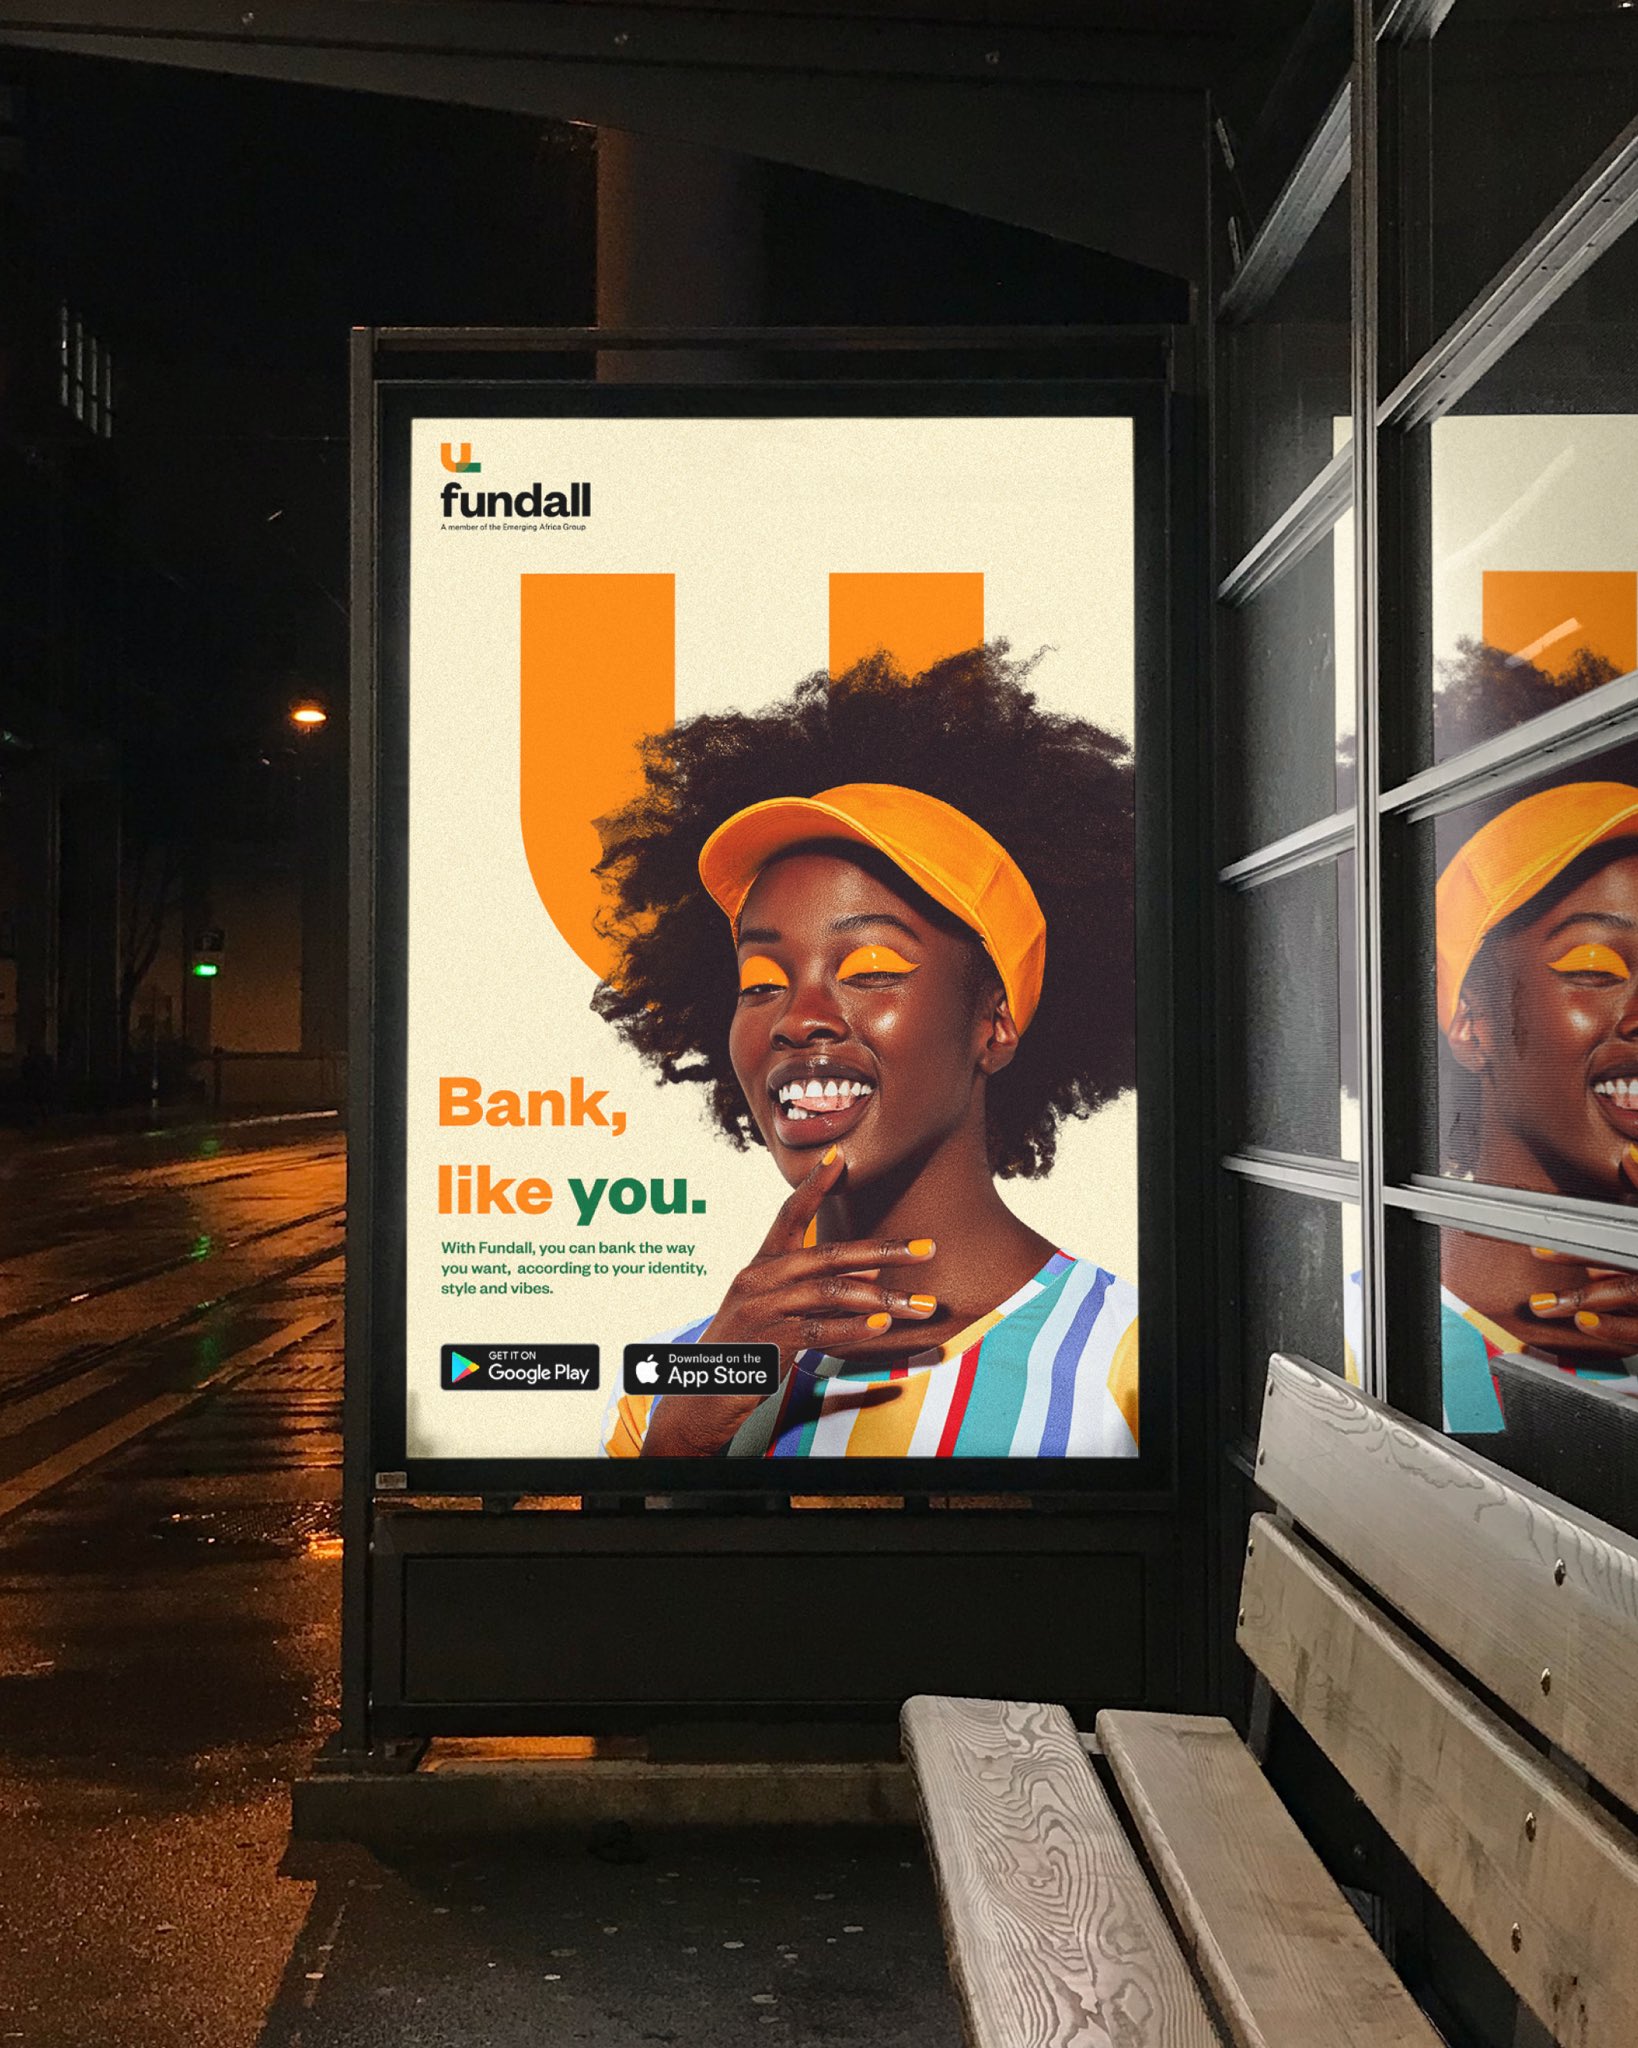 fundall
A member of the Emerging Africa Group
Bank,
like you.
With Fundall, you can bank the way
you want, according to your identity,
style and vibes.
GET IT ON
Google Play
Download on the
App Store